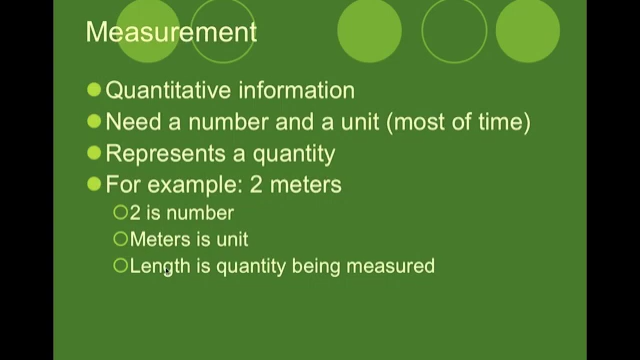 Measurement
Quantitative information
Need a number and a unit (most of time)
Represents a quantity
For example: 2 meters
2 is number
Meters is unit
Length is quantity being measured